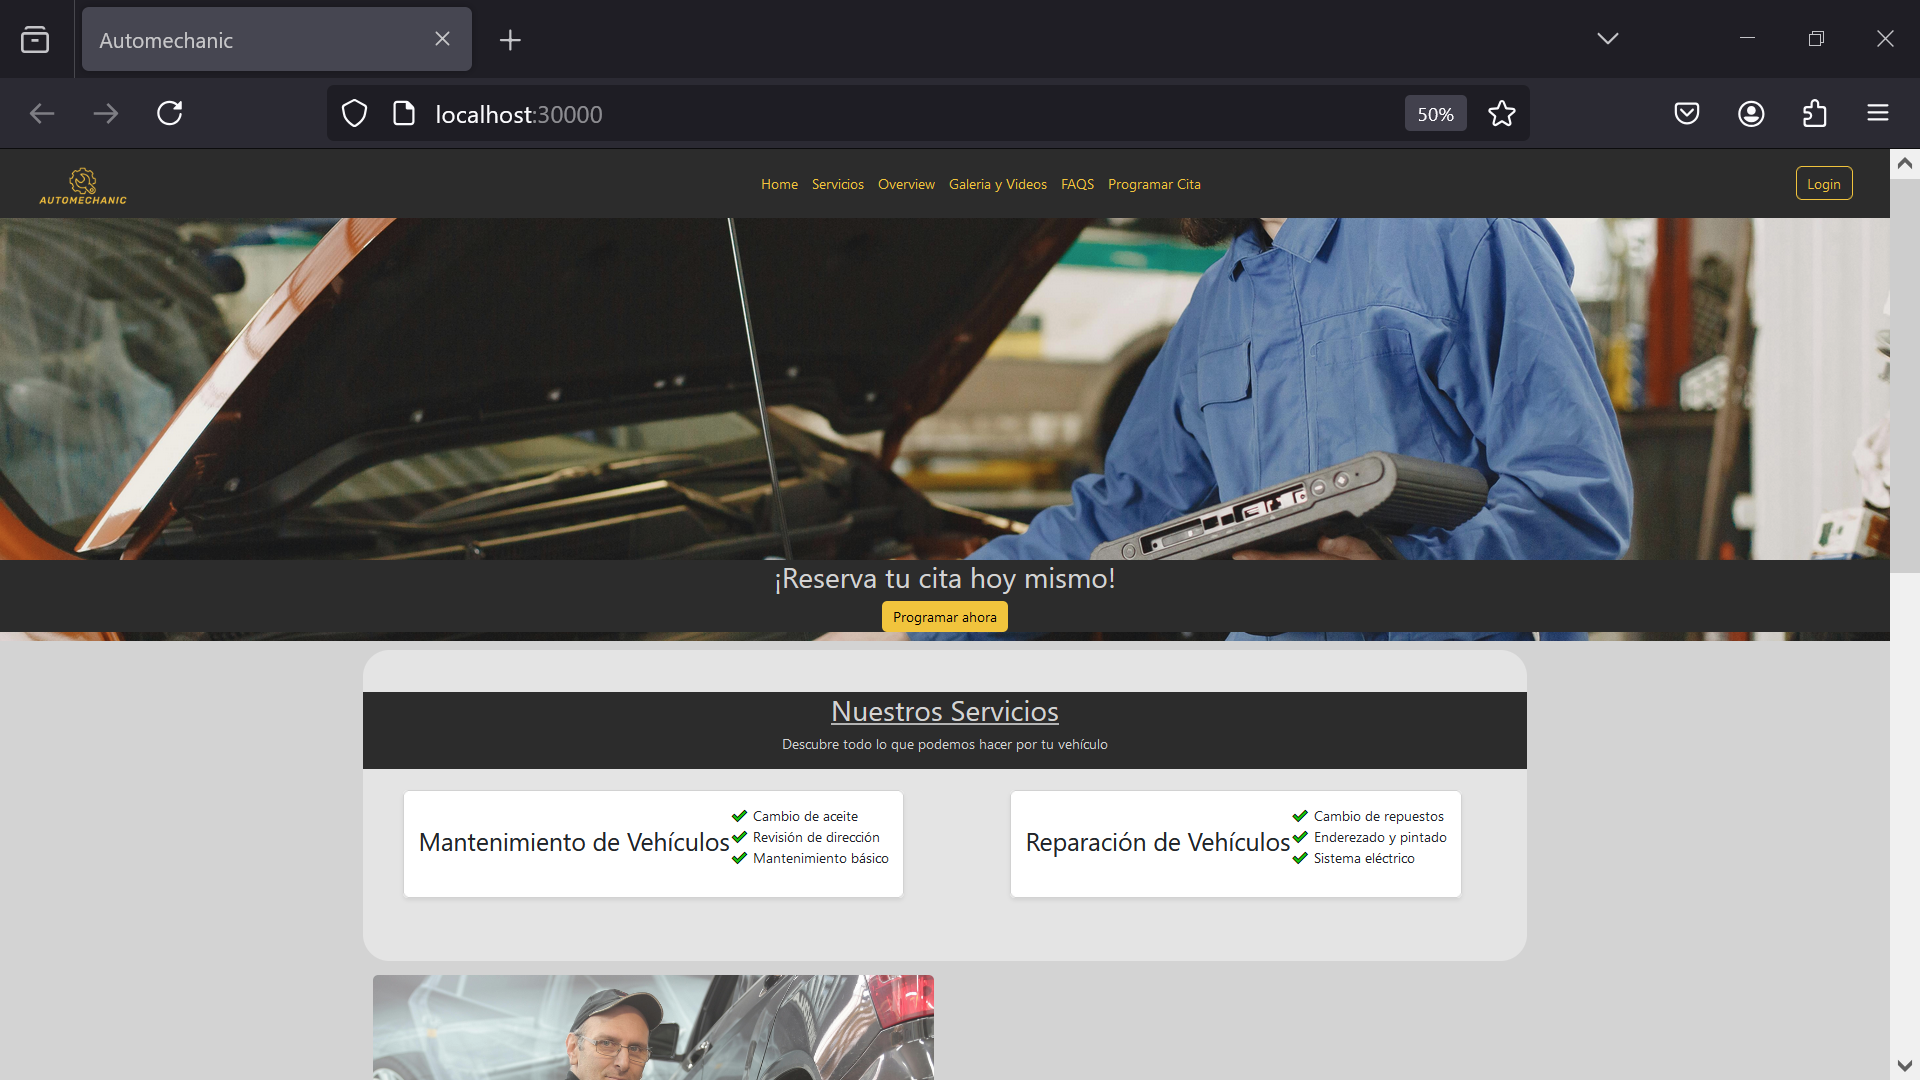 Automechanic
localhost:30000
50%
AUTOMECHANIC
Home Servicios Overview Galeria y Videos FAQS Programar Cita
Login
¡Reserva tu cita hoy mismo!
Programar ahora
Nuestros Servicios
Descubre todo lo que podemos hacer por tu vehículo
Mantenimiento de Vehículos
Cambio de aceite
Revisión de dirección
Mantenimiento básico
Reparación de Vehículos
Cambio de repuestos
Enderezado y pintado
Sistema eléctrico